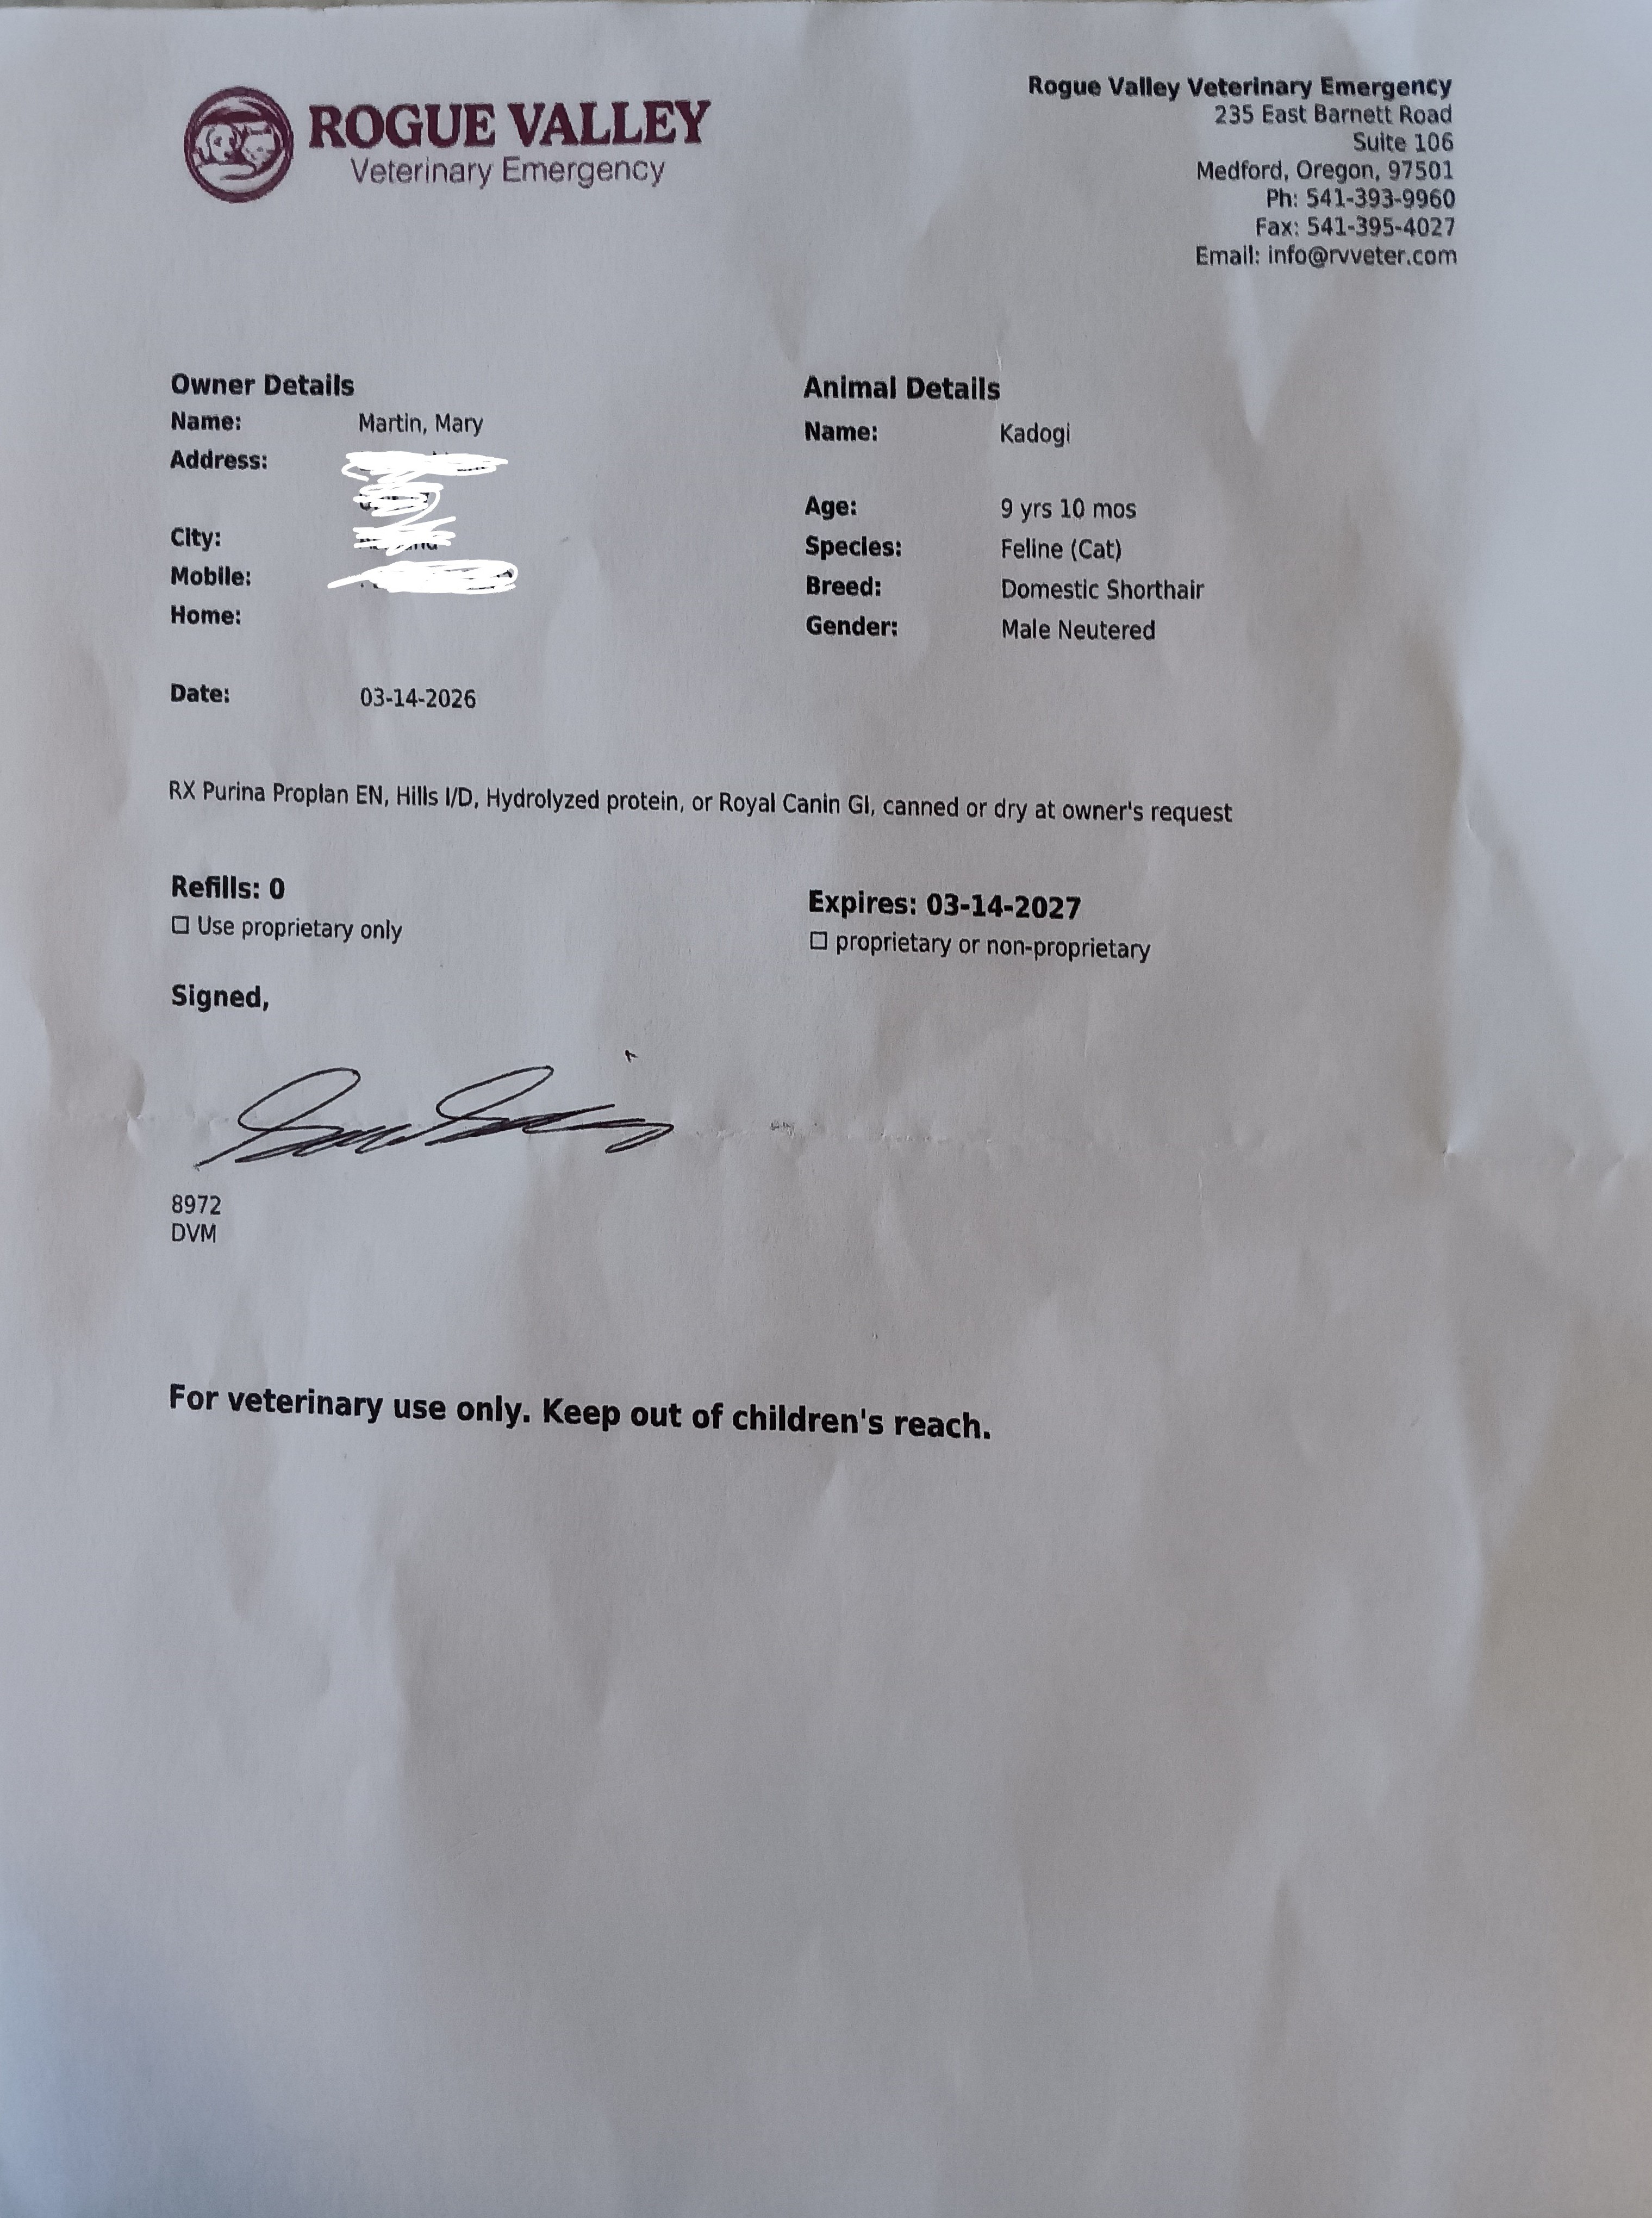 ROGUE VALLEY
Veterinary Emergency
Rogue Valley Veterinary Emergency
235 East Barnett Road
Suite 106
Medford, Oregon, 97501
Ph: 541-393-9960
Fax: 541-395-4027
Email: info@rvveter.com
Owner Details
Name: Martin, Mary
Address:
City:
Mobile:
Home:
Date: 03-14-2026
Animal Details
Name: Kadogi
Age: 9 yrs 10 mos
Species: Feline (Cat)
Breed: Domestic Shorthair
Gender: Male Neutered
RX Purina Proplan EN, Hills I/D, Hydrolyzed protein, or Royal Canin GI, canned or dry at owner's request
Refills: 0
☐ Use proprietary only
Expires: 03-14-2027
☐ proprietary or non-proprietary
Signed,
8972
DVM
For veterinary use only. Keep out of children's reach.